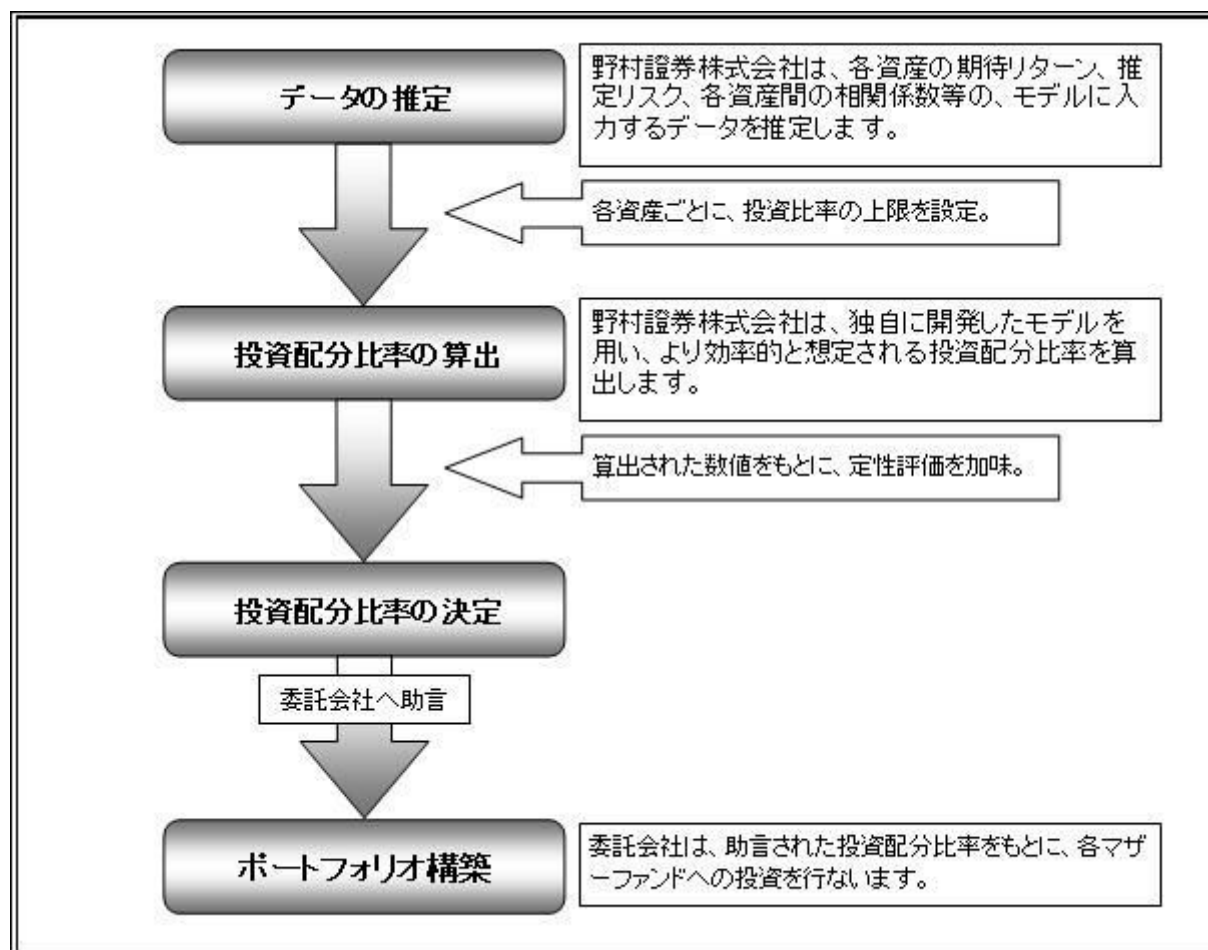 データの推定
野村證券株式会社は、各資産の期待リターン、推
定リスク、各資産間の相関係数等の、モデルに入
力するデータを推定します。
各資産ごとに、投資比率の上限を設定。
投資配分比率の算出
野村證券株式会社は、独自に開発したモデルを
用い、より効率的と想定される投資配分比率を算
出します。
算出された数値をもとに、定性評価を加味。
投資配分比率の決定
委託会社へ助言
ポートフォリオ構築
委託会社は、助言された投資配分比率をもとに、各マザ
ーファンドへの投資を行ないます。